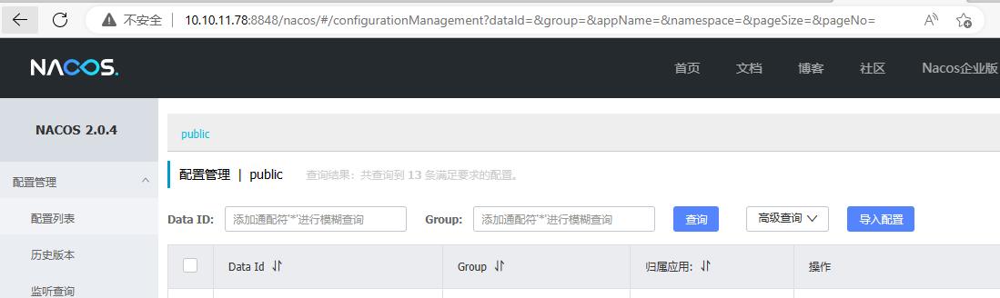 不安全 10.10.11.78:8848/nacos/#/configurationManagement?dataId=&group=&appName=&namespace=&pageSize=&pageNo=
NACOS. 首页 文档 博客 社区 Nacos企业版
NACOS 2.0.4
public
配置管理
配置管理 | public 查询结果：共查询到 13 条满足要求的配置。
配置列表
Data ID: 添加通配符'*'进行模糊查询 Group: 添加通配符'*'进行模糊查询 查询 高级查询 导入配置
历史版本
Data Id Group 归属应用: 操作
监听查询